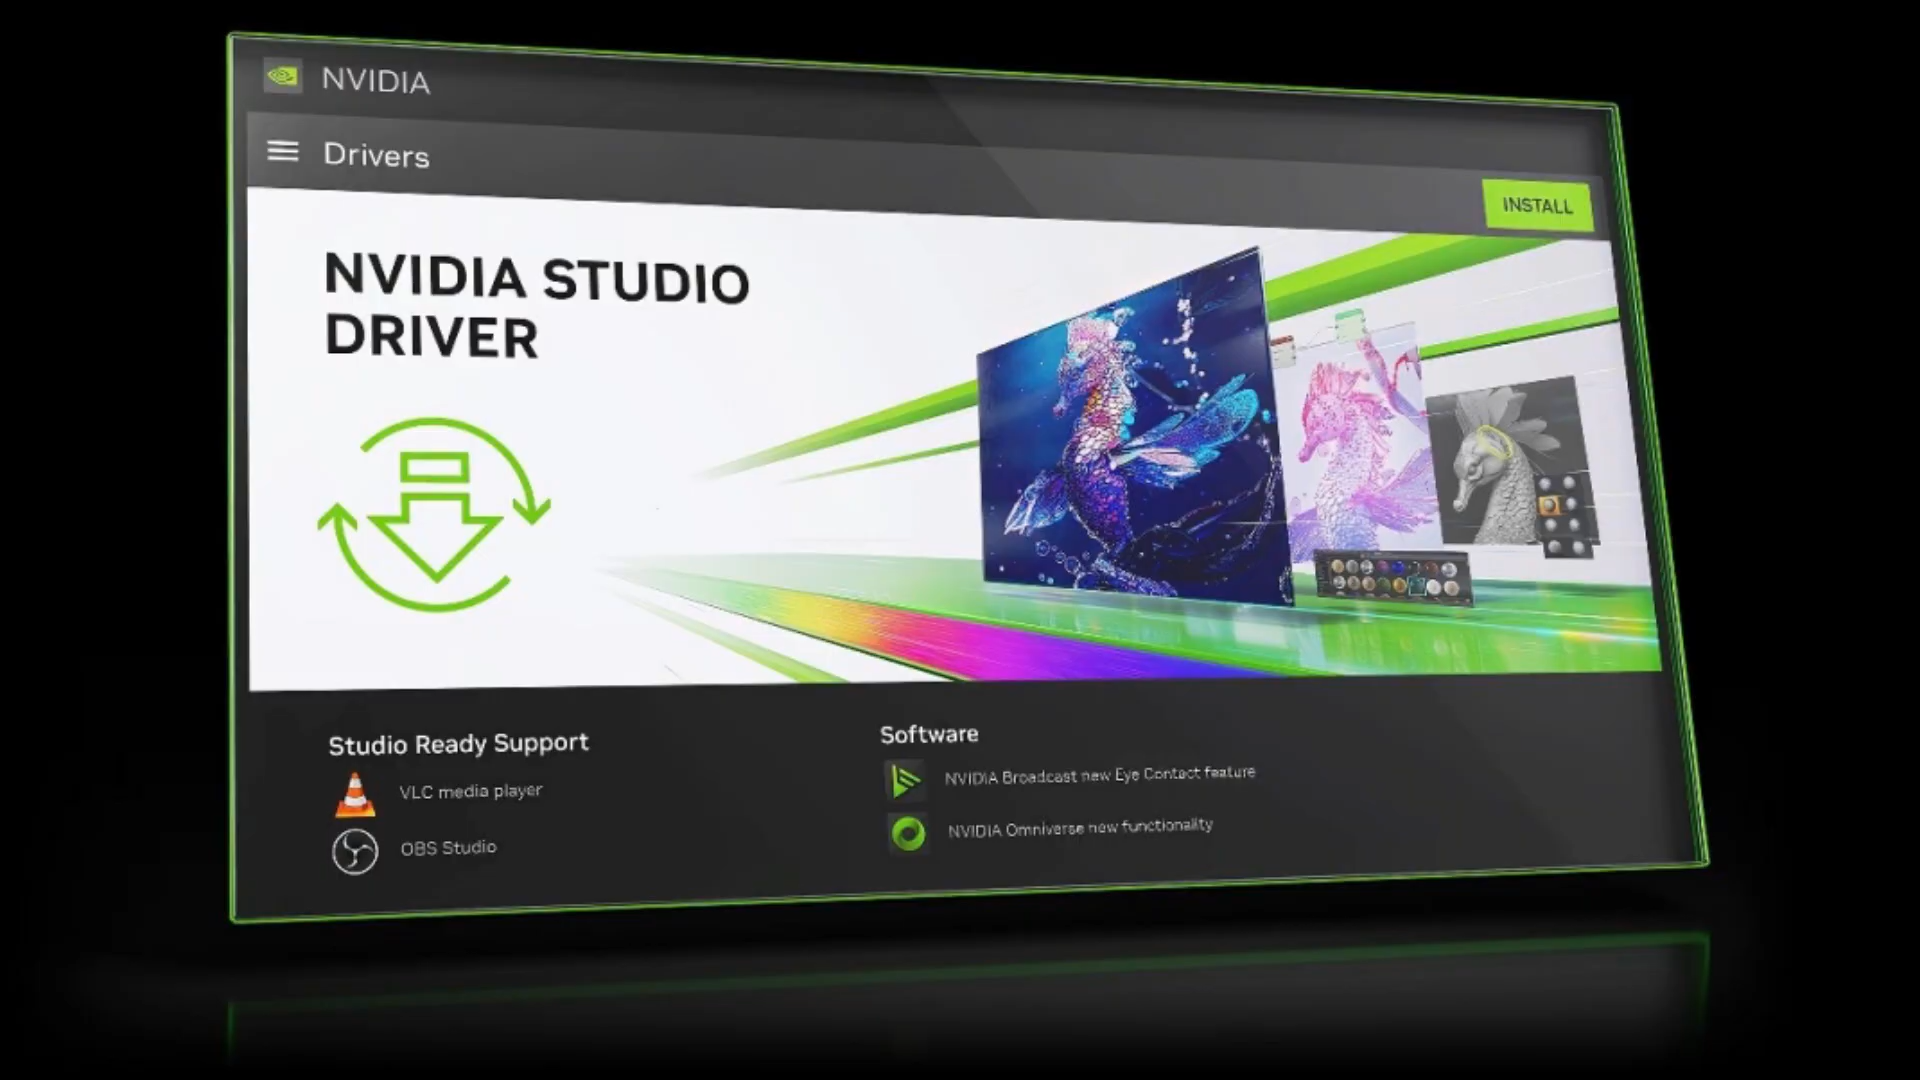 NVIDIA
Drivers
INSTALL
NVIDIA STUDIO
DRIVER
Studio Ready Support
VLC media player
OBS Studio
Software
NVIDIA Broadcast new Eye Contact feature
NVIDIA Omniverse new functionality